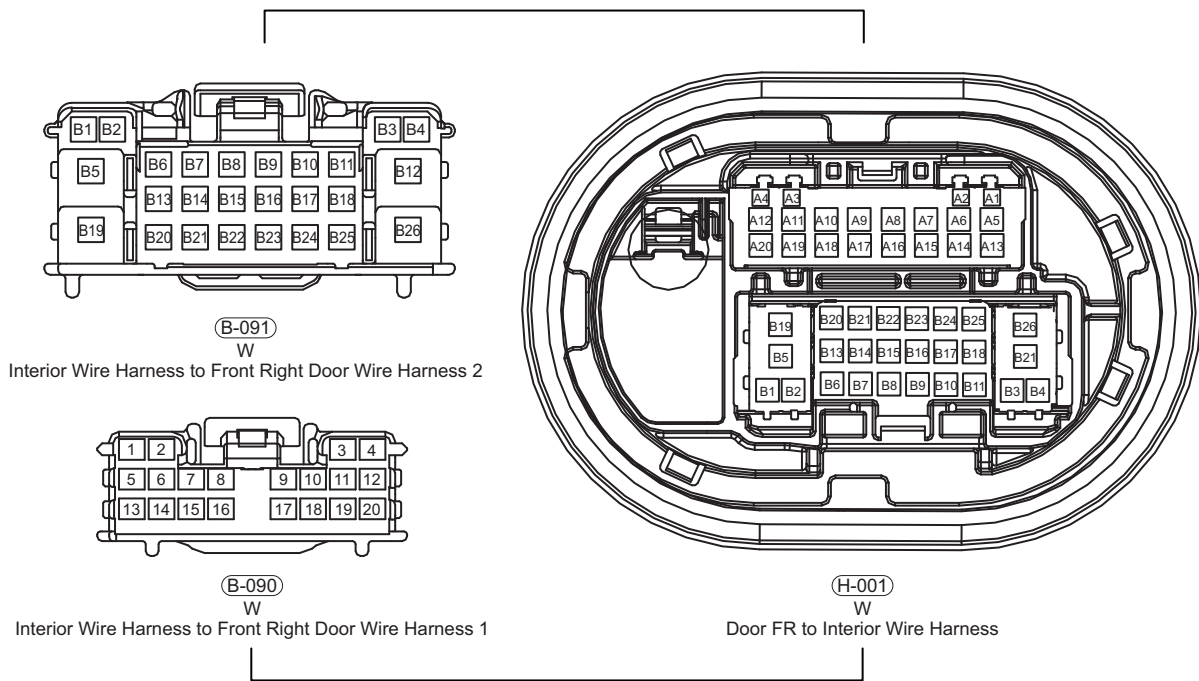 B1 B2 B3 B4
B5 B6 B7 B8 B9 B10 B11 B12
B13 B14 B15 B16 B17 B18
B19 B20 B21 B22 B23 B24 B25 B26
B-091
W
Interior Wire Harness to Front Right Door Wire Harness 2
1 2 3 4
5 6 7 8 9 10 11 12
13 14 15 16 17 18 19 20
B-090
W
Interior Wire Harness to Front Right Door Wire Harness 1
A4 A3 A2 A1
A12 A11 A10 A9 A8 A7 A6 A5
A20 A19 A18 A17 A16 A15 A14 A13
B19 B20 B21 B22 B23 B24 B25 B26
B5 B13 B14 B15 B16 B17 B18 B21
B1 B2 B6 B7 B8 B9 B10 B11 B3 B4
H-001
W
Door FR to Interior Wire Harness